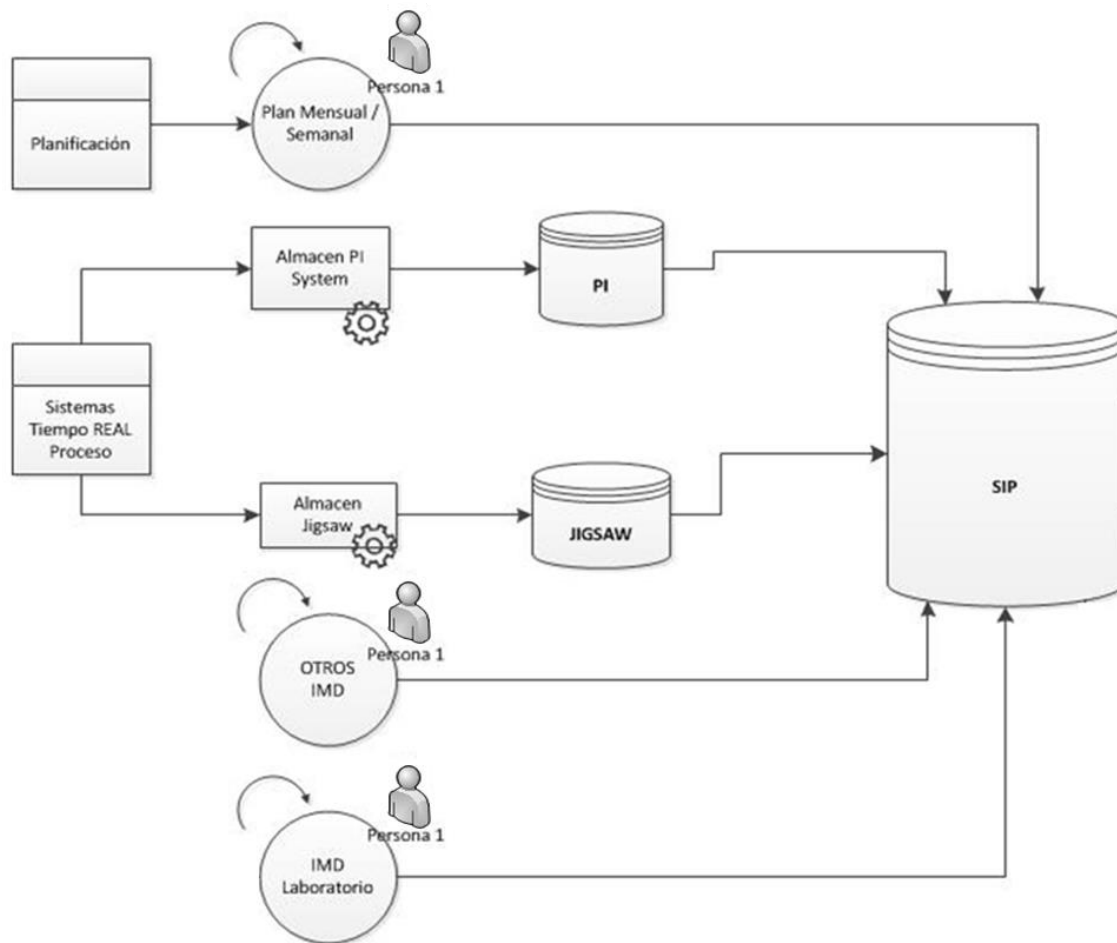 Persona 1
Plan Mensual /
Semanal
Planificación
Almacen PI
System
PI
Sistemas
Tiempo REAL
Proceso
Almacen
Jigsaw
JIGSAW
SIP
Persona 1
OTROS
IMD
Persona 1
IMD
Laboratorio